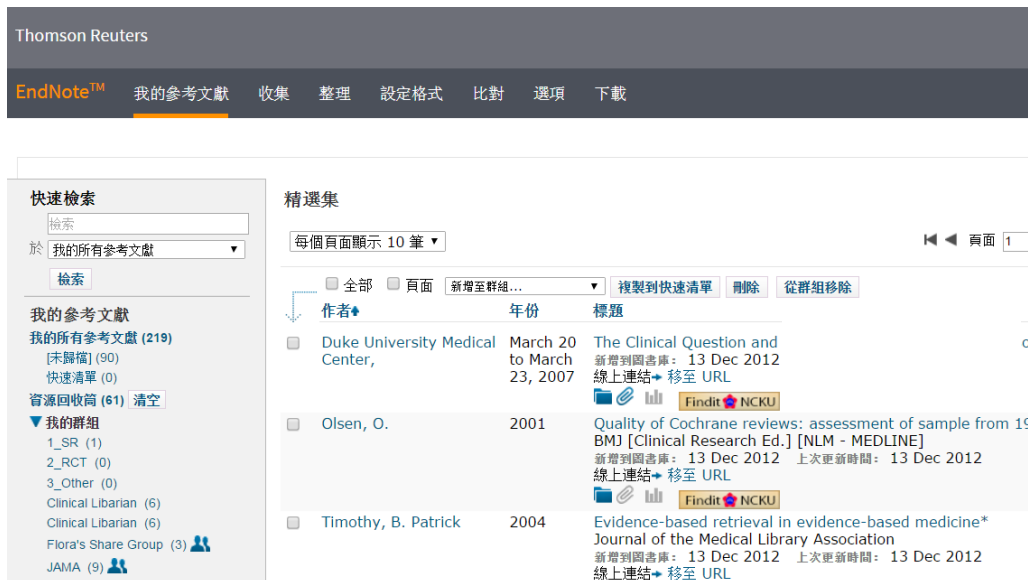 Thomson Reuters
EndNote™ 我的參考文獻 收集 整理 設定格式 比對 選項 下載
快速檢索
檢索
於 我的所有參考文獻
檢索
我的參考文獻
我的所有參考文獻 (219)
[未歸檔] (90)
快速清單 (0)
資源回收筒 (61) 清空
我的群組
1_SR (1)
2_RCT (0)
3_Other (0)
Clinical Libarian (6)
Clinical Libarian (6)
Flora's Share Group (3)
JAMA (9)
精選集
每個頁面顯示 10 筆
頁面 1
全部 頁面 新增至群組... 複製到快速清單 刪除 從群組移除
作者 年份 標題
Duke University Medical Center,
March 20 to March 23, 2007
The Clinical Question and
新增到圖書庫: 13 Dec 2012
線上連結➔ 移至 URL
Findit NCKU
Olsen, O.
2001
Quality of Cochrane reviews: assessment of sample from 19
BMJ [Clinical Research Ed.] [NLM - MEDLINE]
新增到圖書庫: 13 Dec 2012 上次更新時間: 13 Dec 2012
線上連結➔ 移至 URL
Findit NCKU
Timothy, B. Patrick
2004
Evidence-based retrieval in evidence-based medicine*
Journal of the Medical Library Association
新增到圖書庫: 13 Dec 2012 上次更新時間: 13 Dec 2012
線上連結➔ 移至 URL